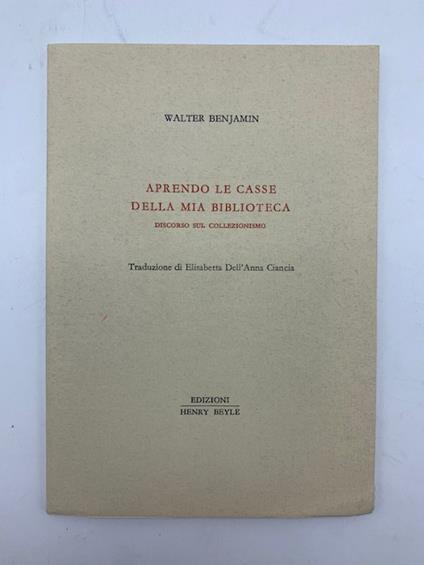 WALTER BENJAMIN
APRENDO LE CASSE
DELLA MIA BIBLIOTECA
DISCORSO SUL COLLEZIONISMO
Traduzione di Elisabetta Dell'Anna Ciancia
EDIZIONI
HENRY BEYLE